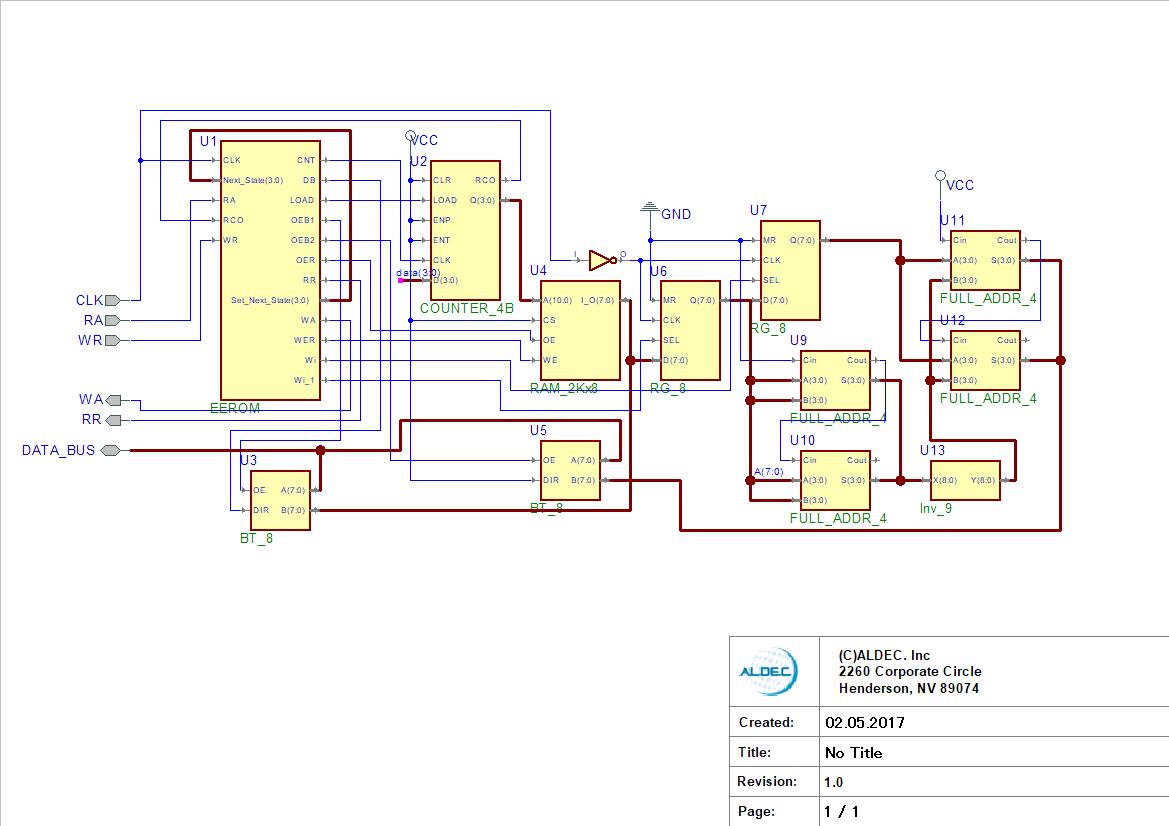 VCC
U1
U2
CLK CNT
Next_State(3:0) DB
RA LOAD
RCO OEB1
WR OEB2
OER
RR
Set_Next_State(3:0)
WA
WER
Wi
Wi_1
EEROM
CLR RCO
LOAD Q(3:0)
ENP
ENT
CLK
data(3:0)
D(3:0)
COUNTER_4B
CLK
RA
WR
WA
RR
DATA_BUS
U3
OE A(7:0)
DIR B(7:0)
BT_8
I O
U4
A(10:0) I_O(7:0)
CS
OE
WE
RAM_2Kx8
U5
OE A(7:0)
DIR B(7:0)
BT_8
GND
U6
MR Q(7:0)
CLK
SEL
D(7:0)
RG_8
U7
MR Q(7:0)
CLK
SEL
D(7:0)
RG_8
U9
Cin Cout
A(3:0) S(3:0)
B(3:0)
FULL_ADDR_4
U10
A(7:0)
Cin Cout
A(3:0) S(3:0)
B(3:0)
FULL_ADDR_4
VCC
U11
Cin Cout
A(3:0) S(3:0)
B(3:0)
FULL_ADDR_4
U12
Cin Cout
A(3:0) S(3:0)
B(3:0)
FULL_ADDR_4
U13
X(8:0) Y(8:0)
Inv_9
ALDEC
(C)ALDEC. Inc
2260 Corporate Circle
Henderson, NV 89074
Created: 02.05.2017
Title: No Title
Revision: 1.0
Page: 1 / 1